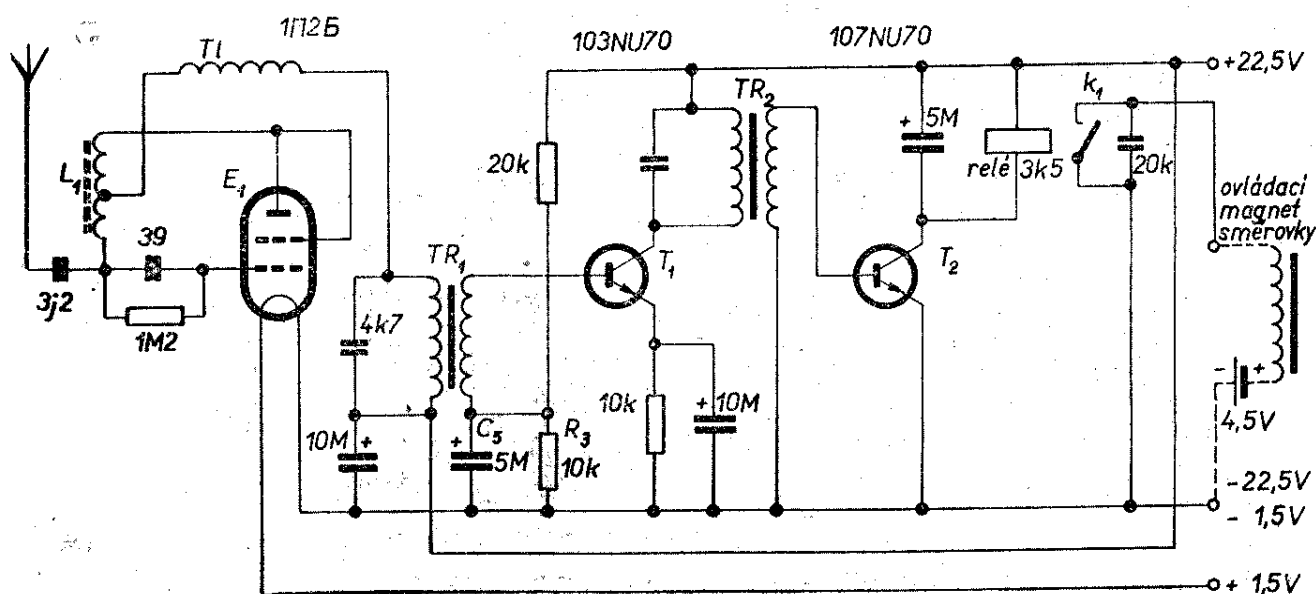 1П2Б
Tl
103NU70
107NU70
+22,5V
TR₂
k₁
+
5M
20k
relé 3k5
20k
L₁
E₁
ovládací
magnet
směrovky
39
TR₁
T₁
T₂
3j2
1M2
4k7
- +
4,5V
10k
+
10M
10M +
C₅
+
5M
R₃
10k
-22,5V
- 1,5V
+ 1,5V